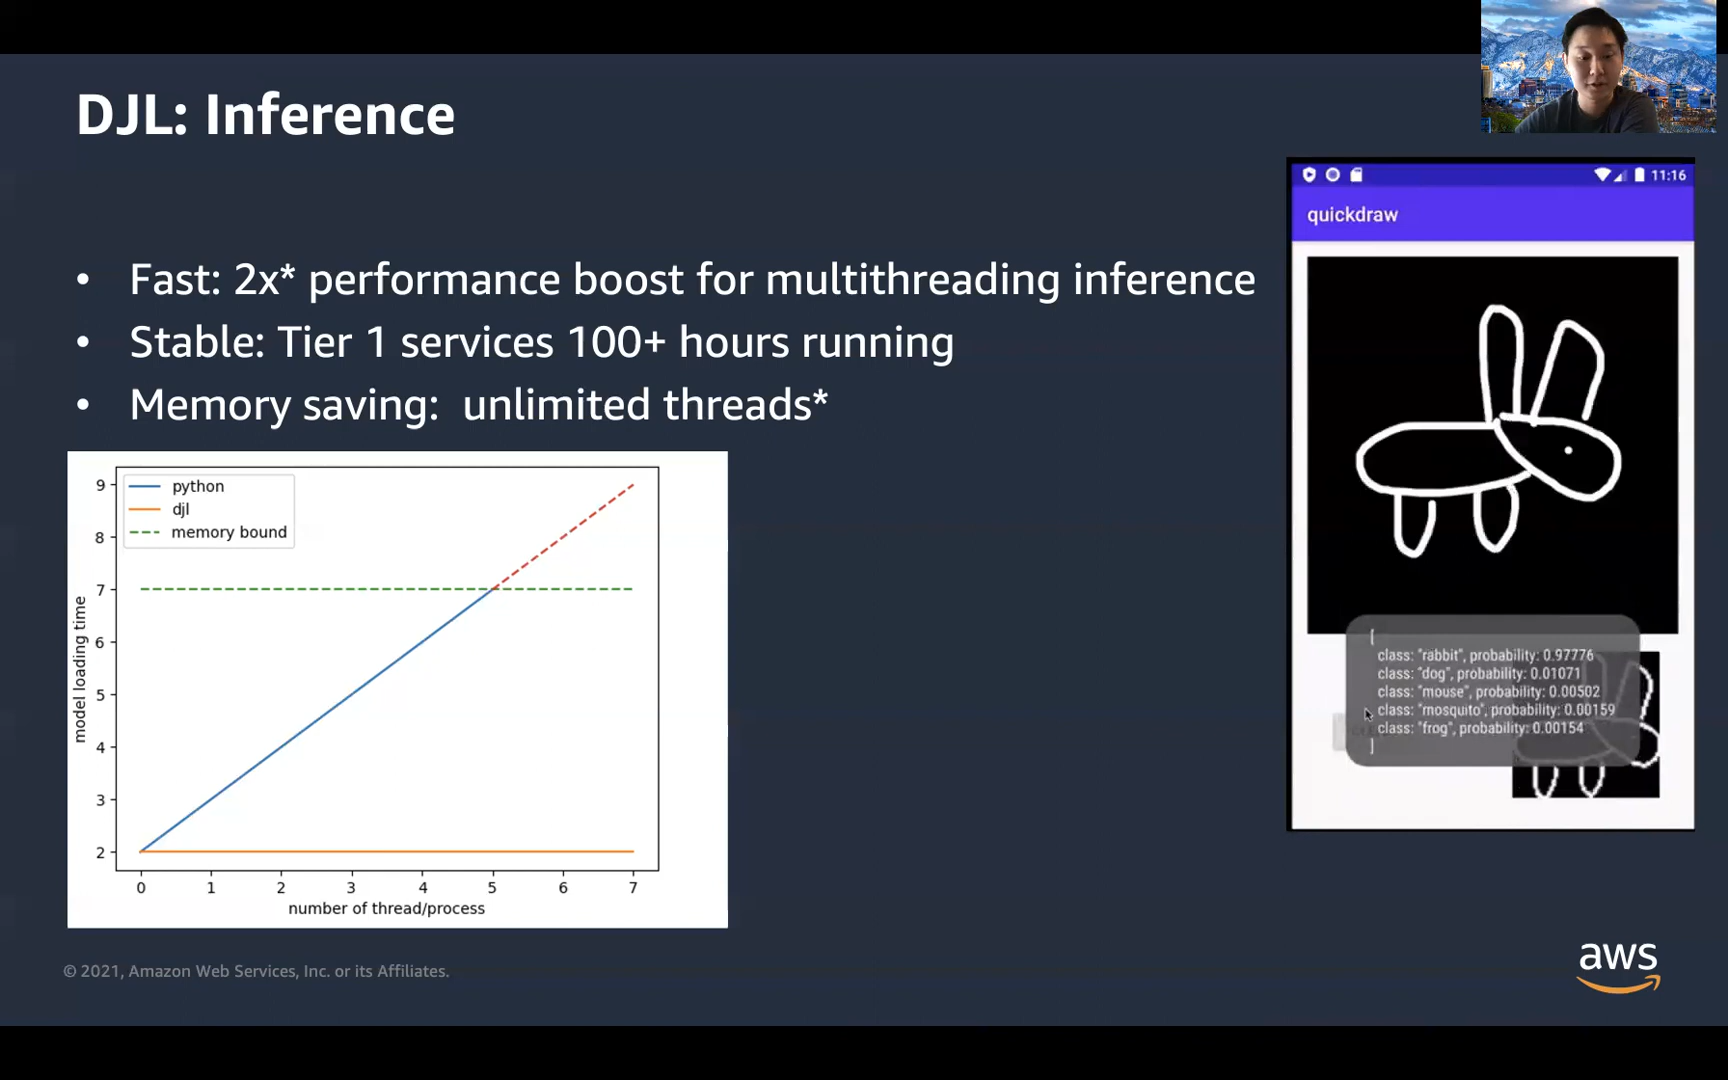 DJL: Inference
• Fast: 2x* performance boost for multithreading inference
• Stable: Tier 1 services 100+ hours running
• Memory saving: unlimited threads*
python
djl
memory bound
9
8
7
6
5
4
3
2
model loading time
0 1 2 3 4 5 6 7
number of thread/process
11:16
quickdraw
[
class: "rabbit", probability: 0.97776
class: "dog", probability: 0.01071
class: "mouse", probability: 0.00502
class: "mosquito", probability: 0.00159
class: "frog", probability: 0.00154
]
© 2021, Amazon Web Services, Inc. or its Affiliates.
aws